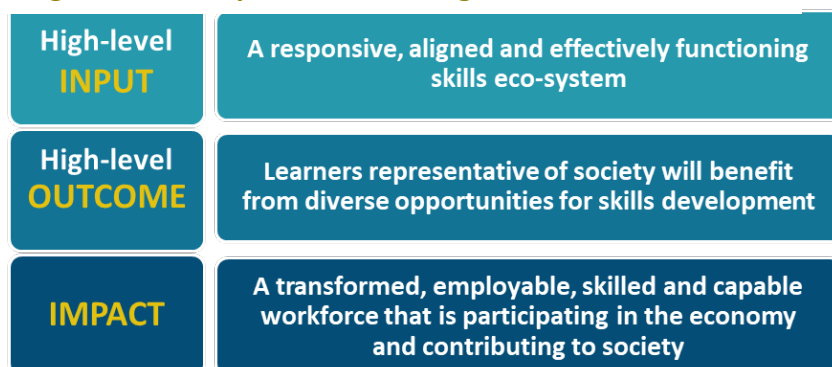 High-level
INPUT
A responsive, aligned and effectively functioning
skills eco-system
High-level
OUTCOME
Learners representative of society will benefit
from diverse opportunities for skills development
IMPACT
A transformed, employable, skilled and capable
workforce that is participating in the economy
and contributing to society